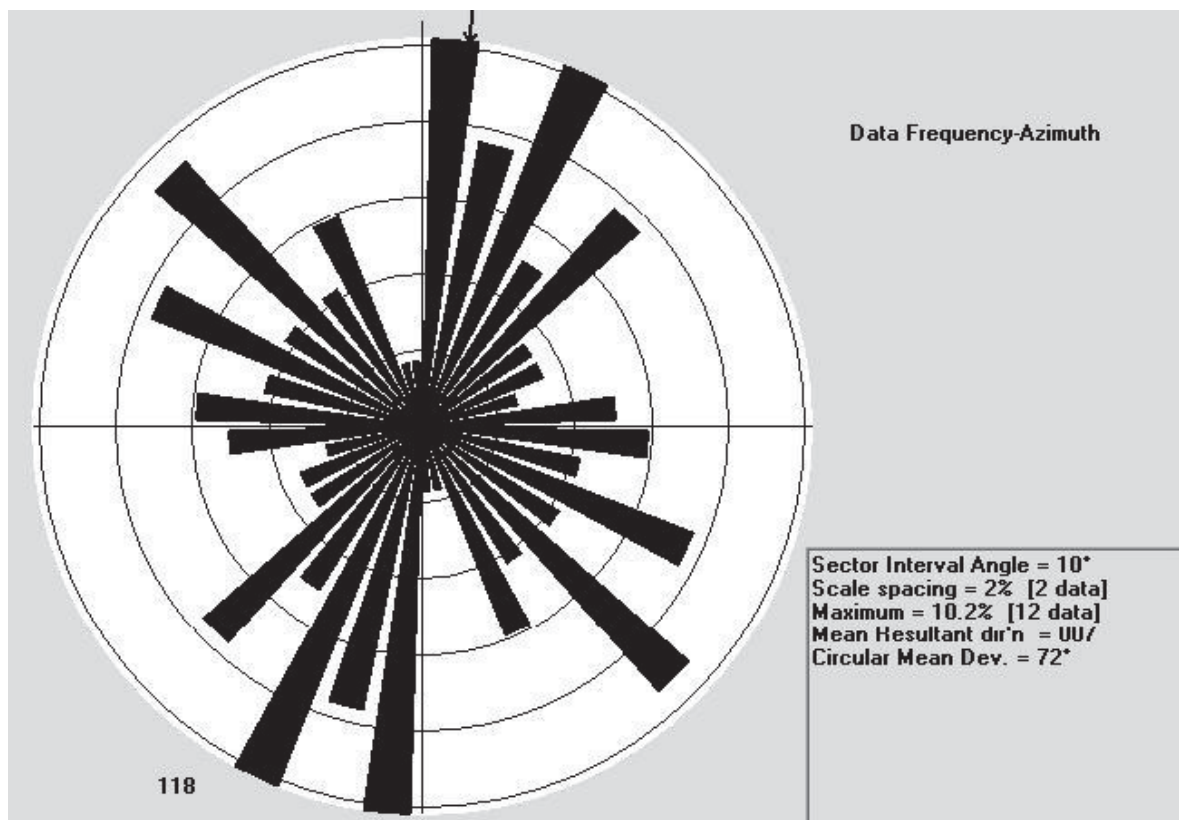 Data Frequency-Azimuth
Sector Interval Angle = 10°
Scale spacing = 2% [2 data]
Maximum = 10.2% [12 data]
Mean Resultant dir'n = 007
Circular Mean Dev. = 72°
118